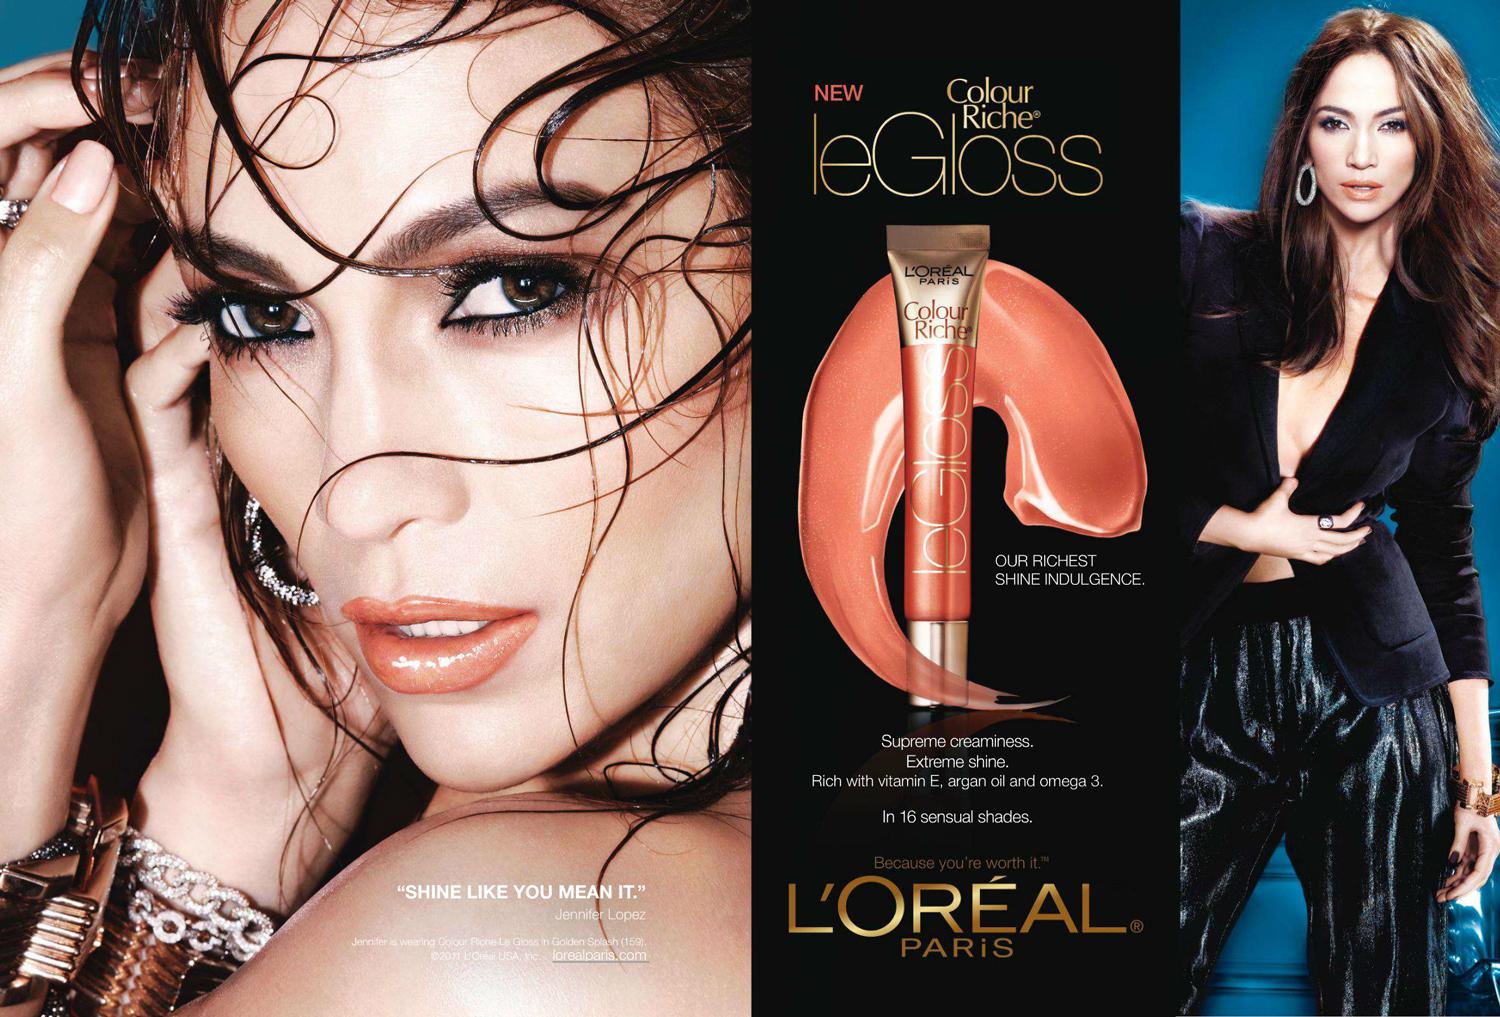 NEW
Colour
Riche®
leGloss
L'ORÉAL
PARiS
Colour
Riche®
leGloss
OUR RICHEST
SHINE INDULGENCE.
Supreme creaminess.
Extreme shine.
Rich with vitamin E, argan oil and omega 3.
In 16 sensual shades.
Because you're worth it.™
L'ORÉAL®
PARiS
“SHINE LIKE YOU MEAN IT.”
Jennifer Lopez
Jennifer is wearing Colour Riche Le Gloss in Golden Splash (159).
©2011 L'Oréal USA, Inc. lorealparis.com